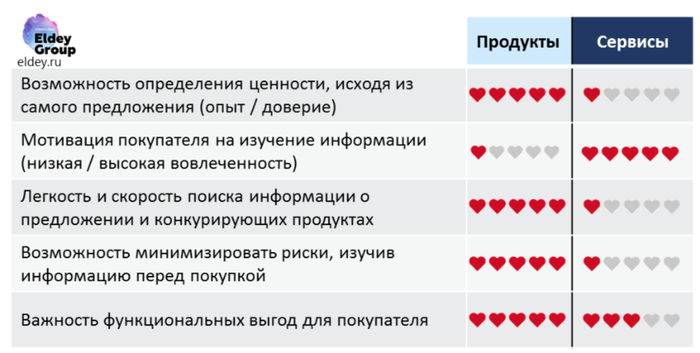 Eldey
Group
eldey.ru
Продукты
Сервисы
Возможность определения ценности, исходя из
самого предложения (опыт / доверие)
Мотивация покупателя на изучение информации
(низкая / высокая вовлеченность)
Легкость и скорость поиска информации о
предложении и конкурирующих продуктах
Возможность минимизировать риски, изучив
информацию перед покупкой
Важность функциональных выгод для покупателя